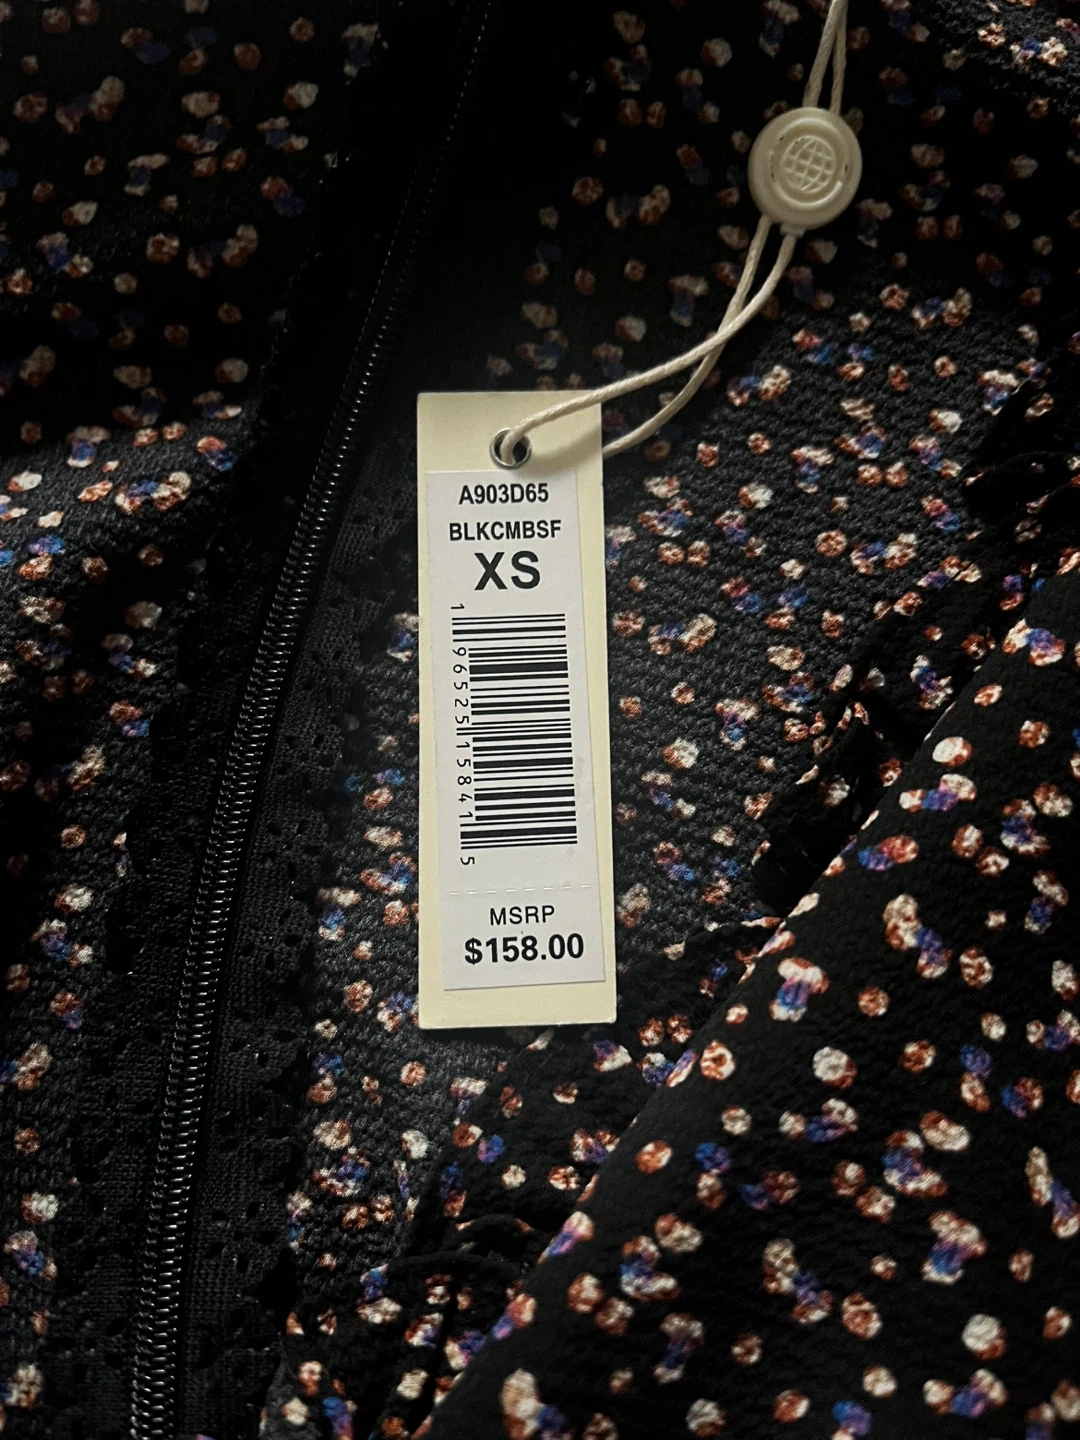 A903D65
BLKCMBSF
XS
1 96525 15841 5
MSRP
$158.00